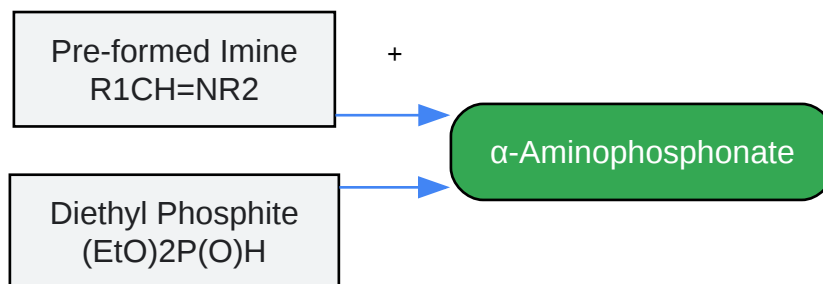 Pre-formed Imine
R1CH=NR2
+
α-Aminophosphonate
Diethyl Phosphite
(EtO)2P(O)H